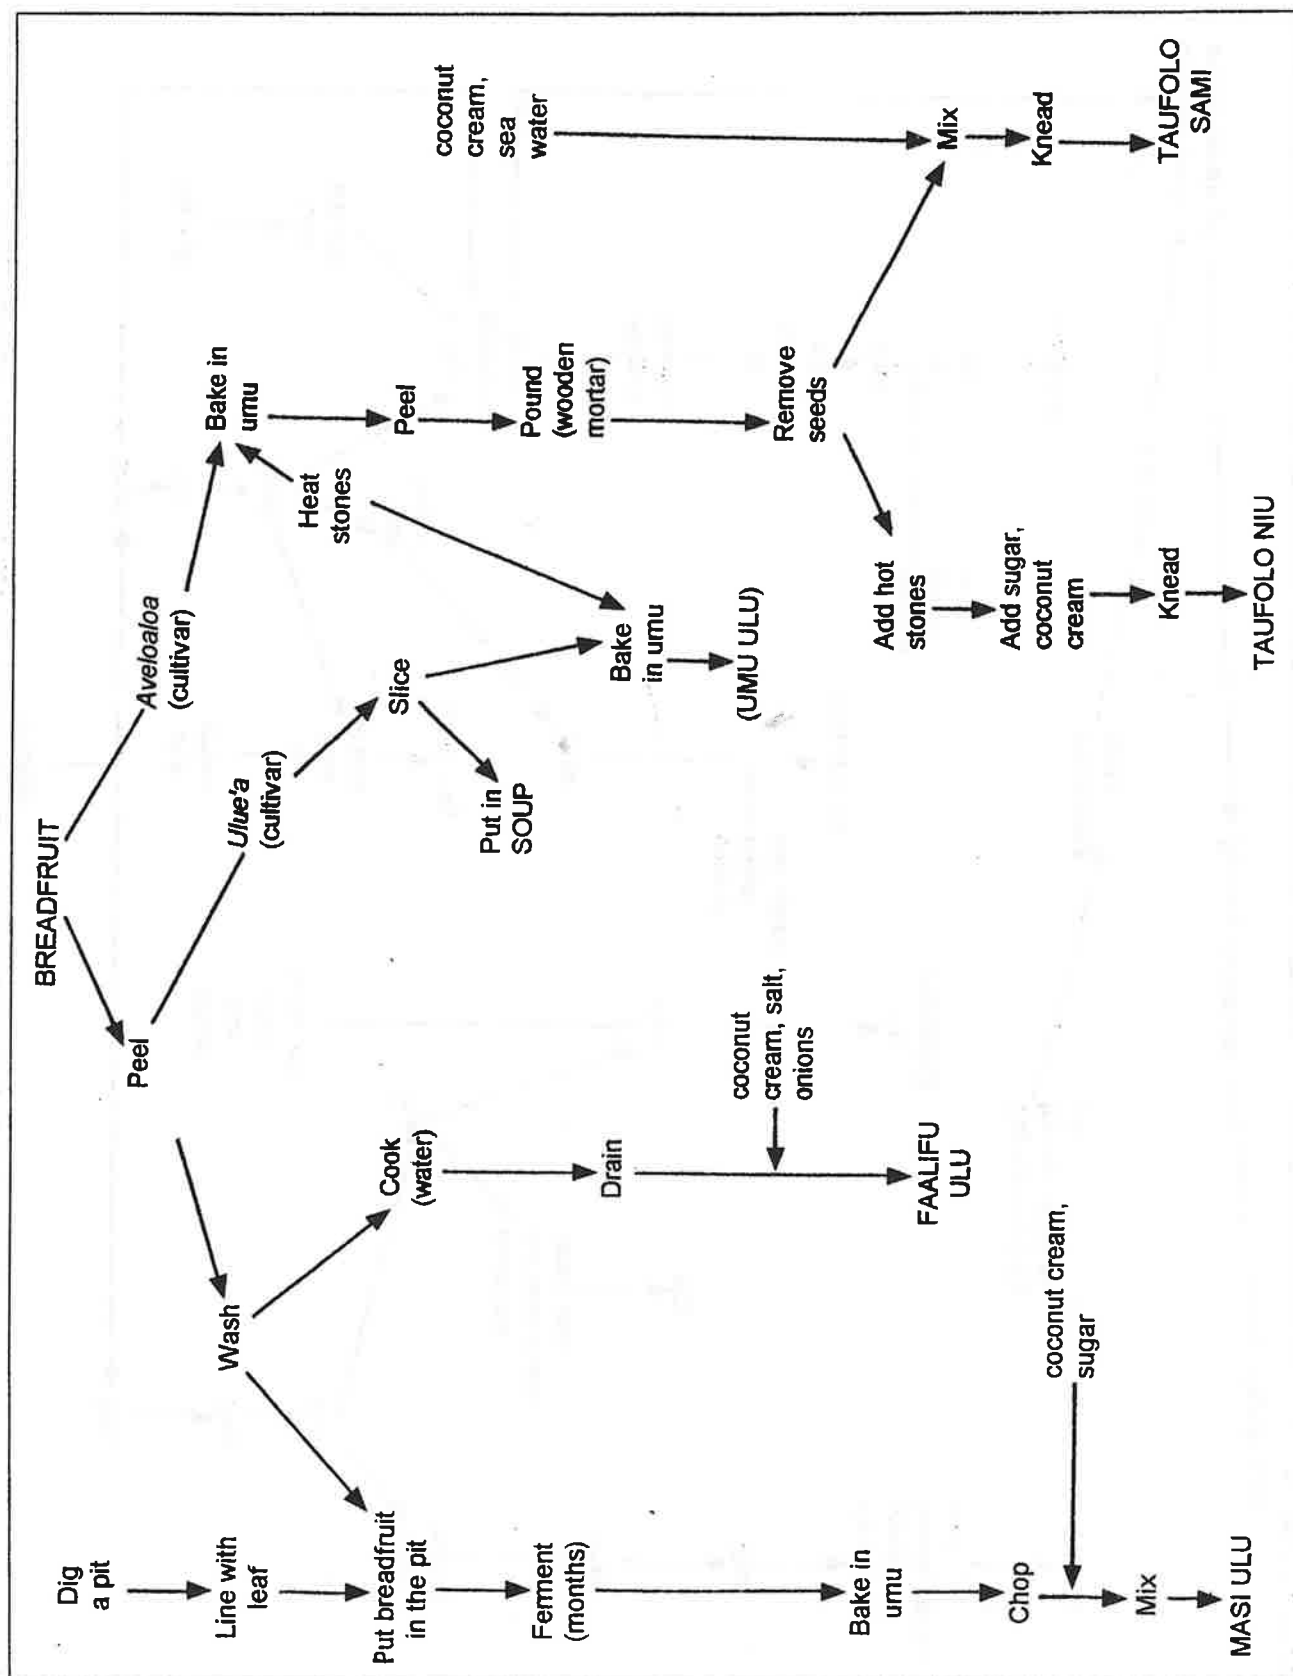 BREADFRUIT
Dig
a pit
Peel
Aveloaloa
(cultivar)
Line with
leaf
Wash
Ulue'a
(cultivar)
Bake in
umu
Heat
stones
Put breadfruit
in the pit
Cook
(water)
Slice
Peel
coconut
cream,
sea
water
Ferment
(months)
Put in
SOUP
Pound
(wooden
mortar)
Drain
Bake
in umu
coconut
cream, salt,
onions
(UMU ULU)
Remove
seeds
Bake in
umu
FAALIFU
ULU
Add hot
stones
Mix
Chop
coconut cream,
sugar
Add sugar,
coconut
cream
Knead
Mix
Knead
TAUFOLO
SAMI
MASI ULU
TAUFOLO NIU